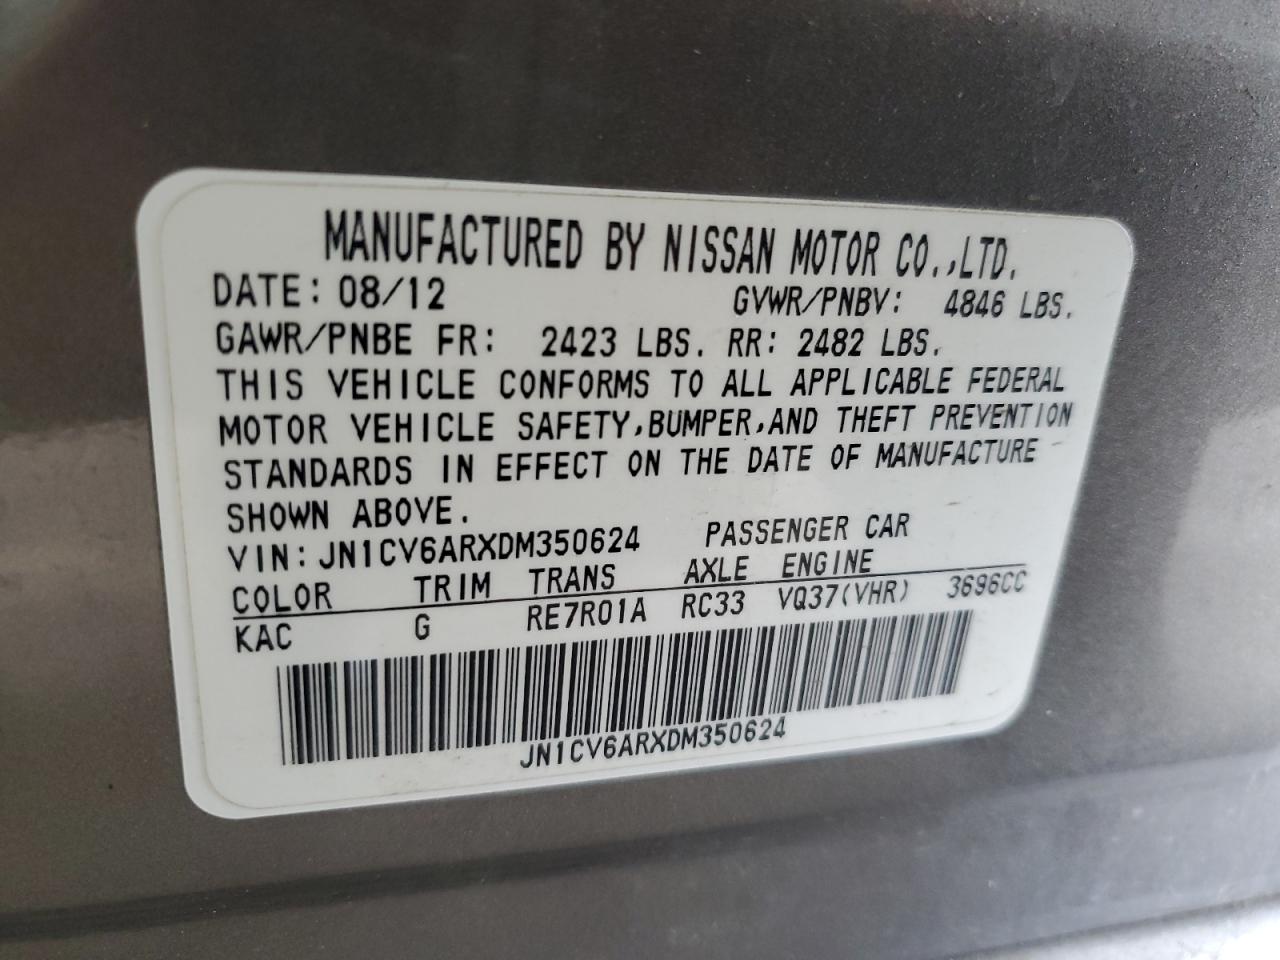 MANUFACTURED BY NISSAN MOTOR CO.,LTD.
DATE: 08/12 GVWR/PNBV: 4846 LBS.
GAWR/PNBE FR: 2423 LBS. RR: 2482 LBS.
THIS VEHICLE CONFORMS TO ALL APPLICABLE FEDERAL
MOTOR VEHICLE SAFETY,BUMPER,AND THEFT PREVENTION
STANDARDS IN EFFECT ON THE DATE OF MANUFACTURE
SHOWN ABOVE.
VIN: JN1CV6ARXDM350624 PASSENGER CAR
COLOR TRIM TRANS AXLE ENGINE
KAC G RE7R01A RC33 VQ37(VHR) 3696CC
JN1CV6ARXDM350624